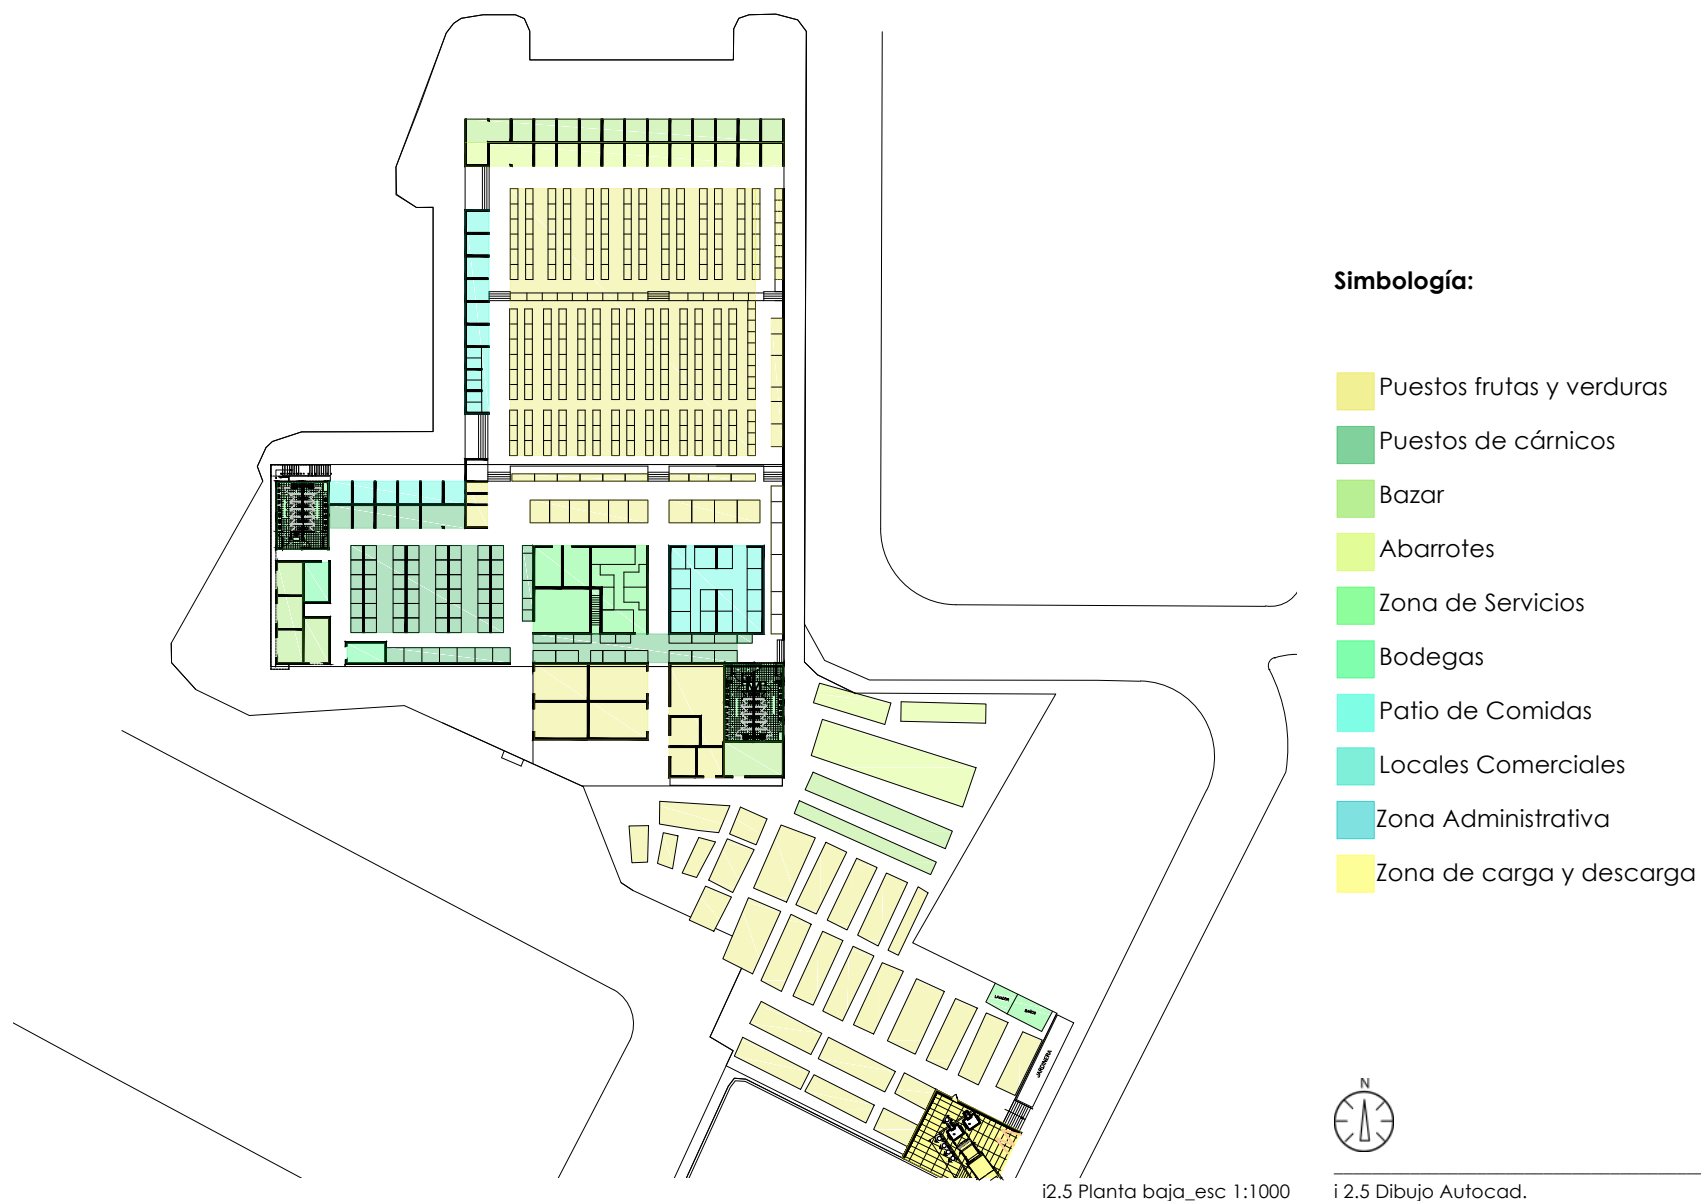 Simbología:
Puestos frutas y verduras
Puestos de cárnicos
Bazar
Abarrotes
Zona de Servicios
Bodegas
Patio de Comidas
Locales Comerciales
Zona Administrativa
Zona de carga y descarga
JARDINERA
N
i2.5 Planta baja_esc 1:1000
i 2.5 Dibujo Autocad.